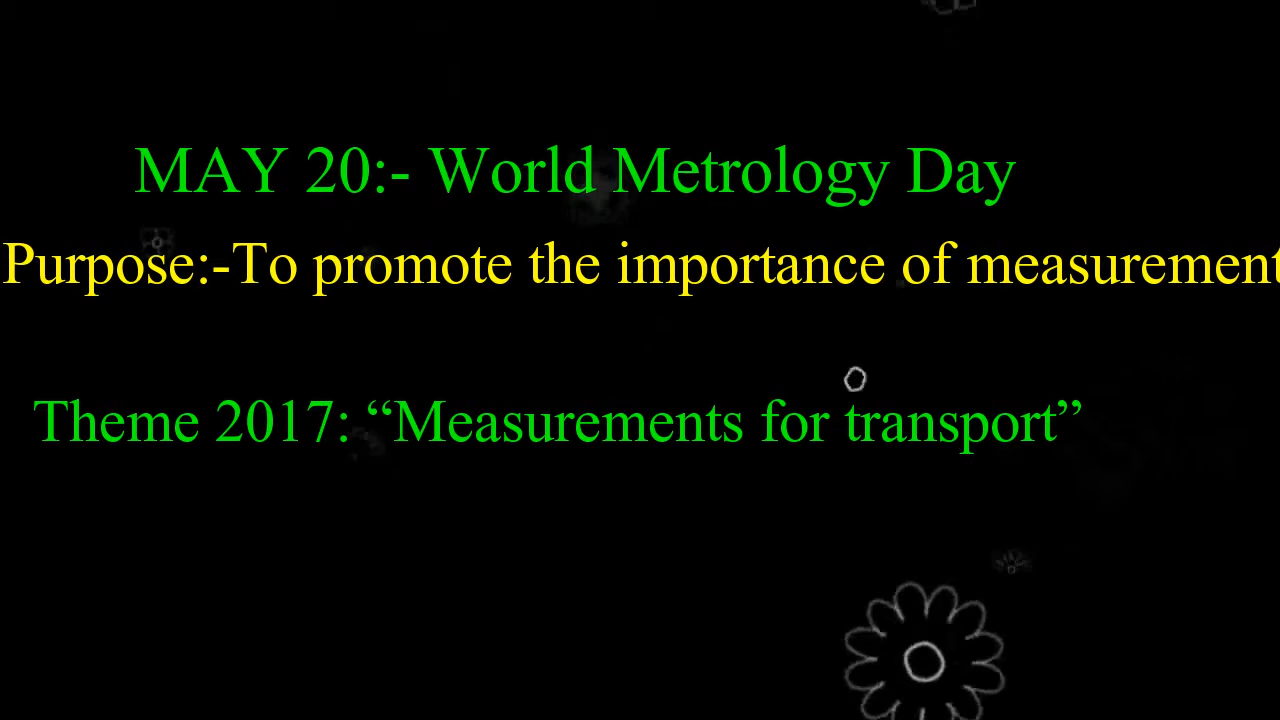 MAY 20:- World Metrology Day
Purpose:-To promote the importance of measurement
Theme 2017: “Measurements for transport”